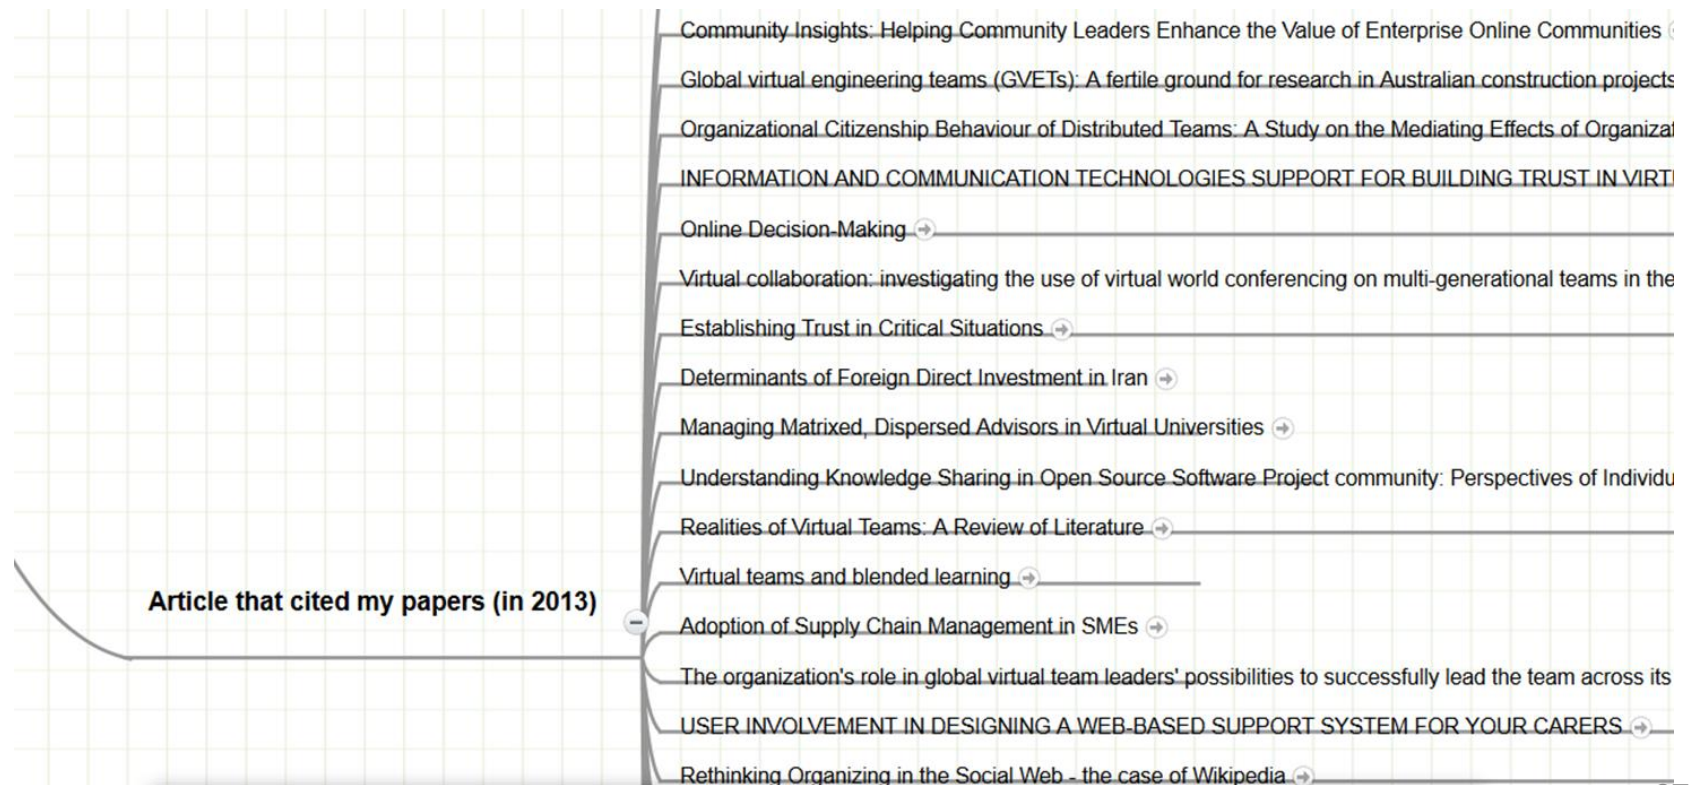 Community Insights: Helping Community Leaders Enhance the Value of Enterprise Online Communities
Global virtual engineering teams (GVETs): A fertile ground for research in Australian construction projects
Organizational Citizenship Behaviour of Distributed Teams: A Study on the Mediating Effects of
INFORMATION AND COMMUNICATION TECHNOLOGIES SUPPORT FOR BUILDING TRUST IN
Online Decision-Making
Virtual collaboration: investigating the use of virtual world conferencing on multi-generational teams in the
Establishing Trust in Critical Situations
Determinants of Foreign Direct Investment in Iran
Managing Matrixed, Dispersed Advisors in Virtual Universities
Understanding Knowledge Sharing in Open Source Software Project community: Perspectives of
Realities of Virtual Teams: A Review of Literature
Virtual teams and blended learning
Article that cited my papers (in 2013)
Adoption of Supply Chain Management in SMEs
The organization's role in global virtual team leaders' possibilities to successfully lead the team across its
USER INVOLVEMENT IN DESIGNING A WEB-BASED SUPPORT SYSTEM FOR YOUR CARERS
Rethinking Organizing in the Social Web - the case of Wikipedia